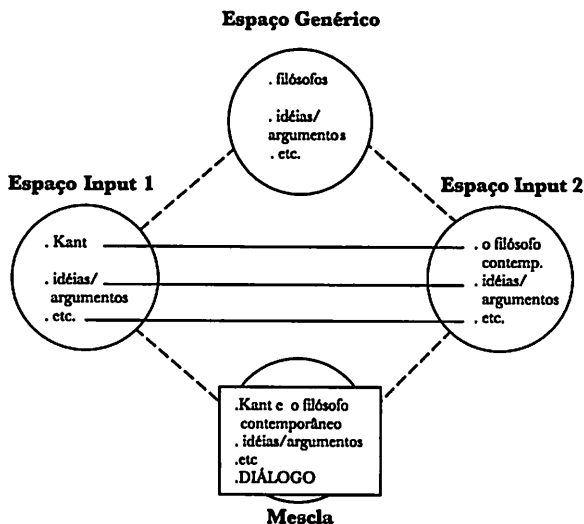 Espaço Genérico
. filósofos
. idéias/
argumentos
. etc.
Espaço Input 1
. Kant
. idéias/
argumentos
. etc.
Espaço Input 2
. o filósofo
contemp.
. idéias/
argumentos
. etc.
.Kant e o filósofo
contemporâneo
. idéias/argumentos
.etc
.DIÁLOGO
Mescla